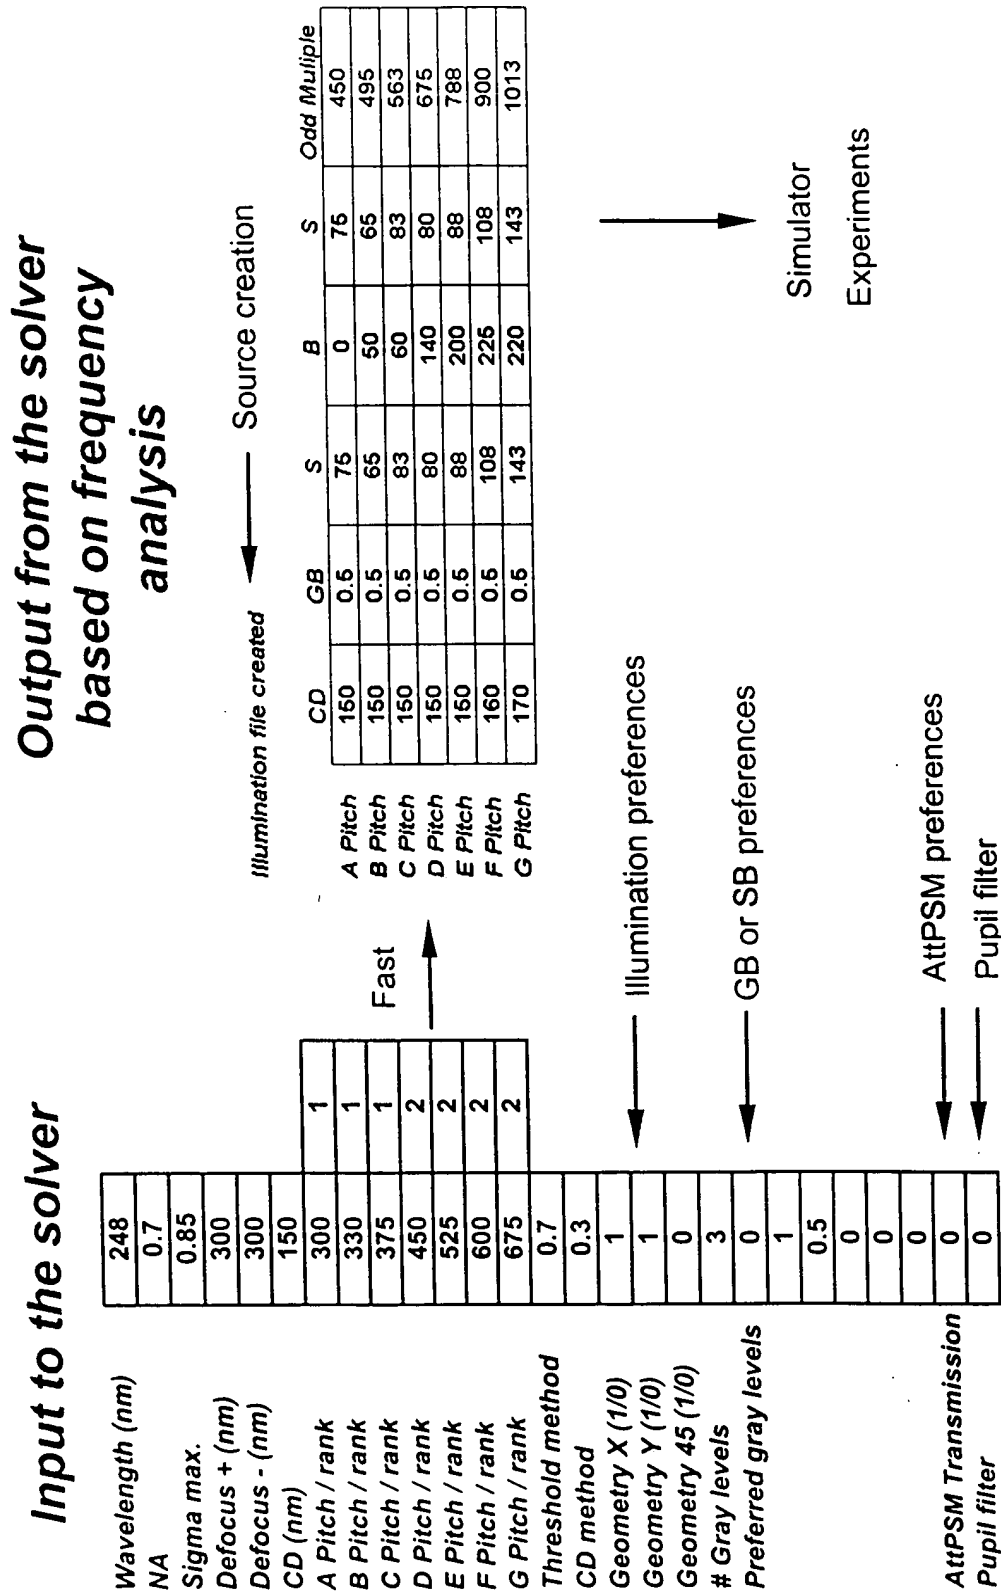 Input to the solver
Wavelength (nm) 248
NA 0.7
Sigma max. 0.85
Defocus + (nm) 300
Defocus - (nm) 300
CD (nm) 150
A Pitch / rank 300 1
B Pitch / rank 330 1
C Pitch / rank 375 1
D Pitch / rank 450 2
E Pitch / rank 525 2
F Pitch / rank 600 2
G Pitch / rank 675 2
Threshold method 0.7
CD method 0.3
Geometry X (1/0) 1
Geometry Y (1/0) 1
Geometry 45 (1/0) 0
# Gray levels 3
Preferred gray levels 0
1
0.5
0
0
0
AttPSM Transmission 0
Pupil filter 0
Fast
Illumination preferences
GB or SB preferences
AttPSM preferences
Pupil filter
Output from the solver
based on frequency
analysis
Illumination file created
Source creation
CD GB S B S Odd Muliple
A Pitch 150 0.5 75 0 75 450
B Pitch 150 0.5 65 50 65 495
C Pitch 150 0.5 83 60 83 563
D Pitch 150 0.5 80 140 80 675
E Pitch 150 0.5 88 200 88 788
F Pitch 160 0.5 108 225 108 900
G Pitch 170 0.5 143 220 143 1013
Simulator
Experiments